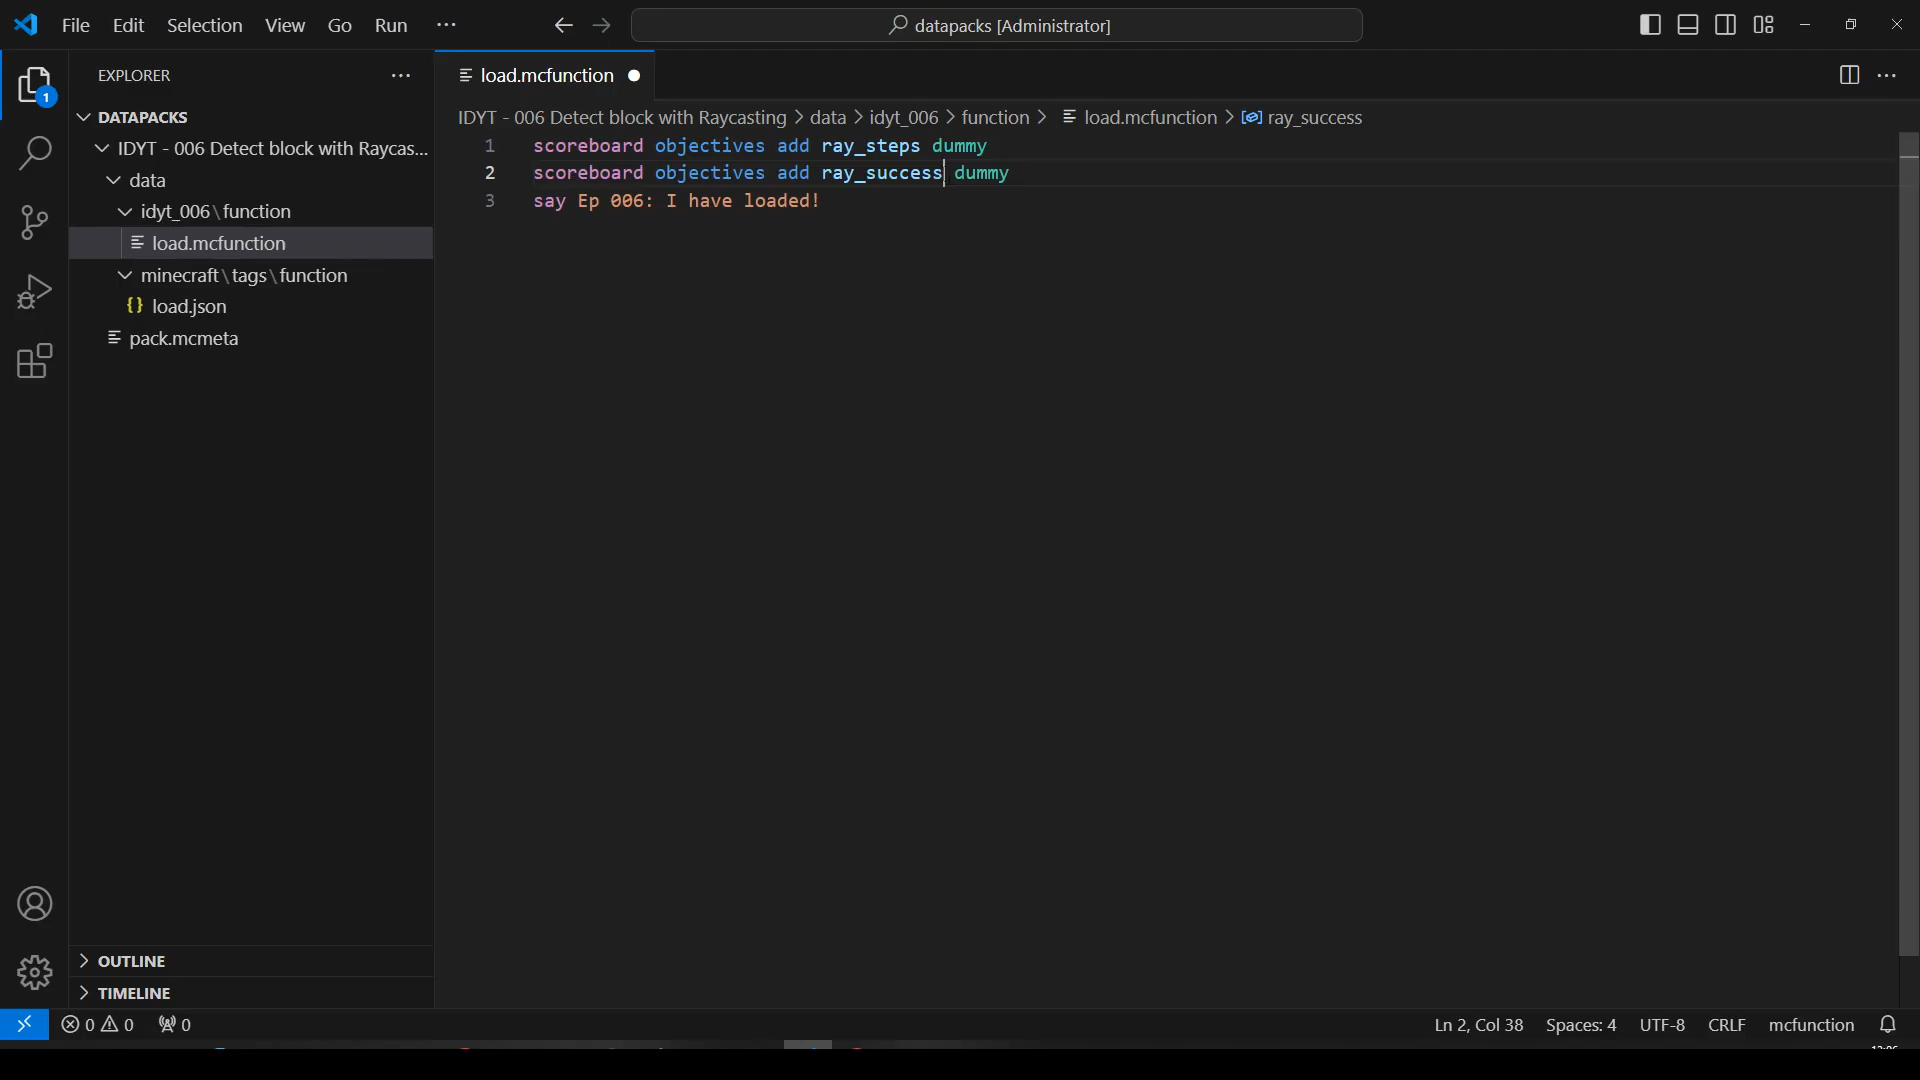 File Edit Selection View Go Run ··· datapacks [Administrator]
EXPLORER ···
load.mcfunction
DATAPACKS
IDYT - 006 Detect block with Raycasting > data > idyt_006 > function > load.mcfunction > ray_success
IDYT - 006 Detect block with Raycas...
data
idyt_006\function
load.mcfunction
minecraft\tags\function
{} load.json
pack.mcmeta
1 scoreboard objectives add ray_steps dummy
2 scoreboard objectives add ray_success dummy
3 say Ep 006: I have loaded!
1
OUTLINE
TIMELINE
0 0 0 Ln 2, Col 38 Spaces: 4 UTF-8 CRLF mcfunction